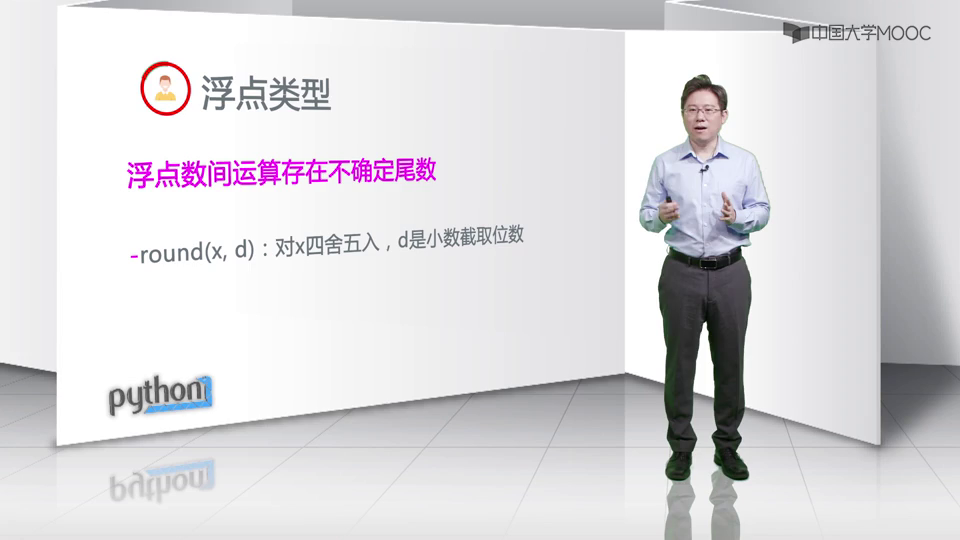 中国大学MOOC
浮点类型
浮点数间运算存在不确定尾数
-round(x, d)：对x四舍五入，d是小数截取位数
python